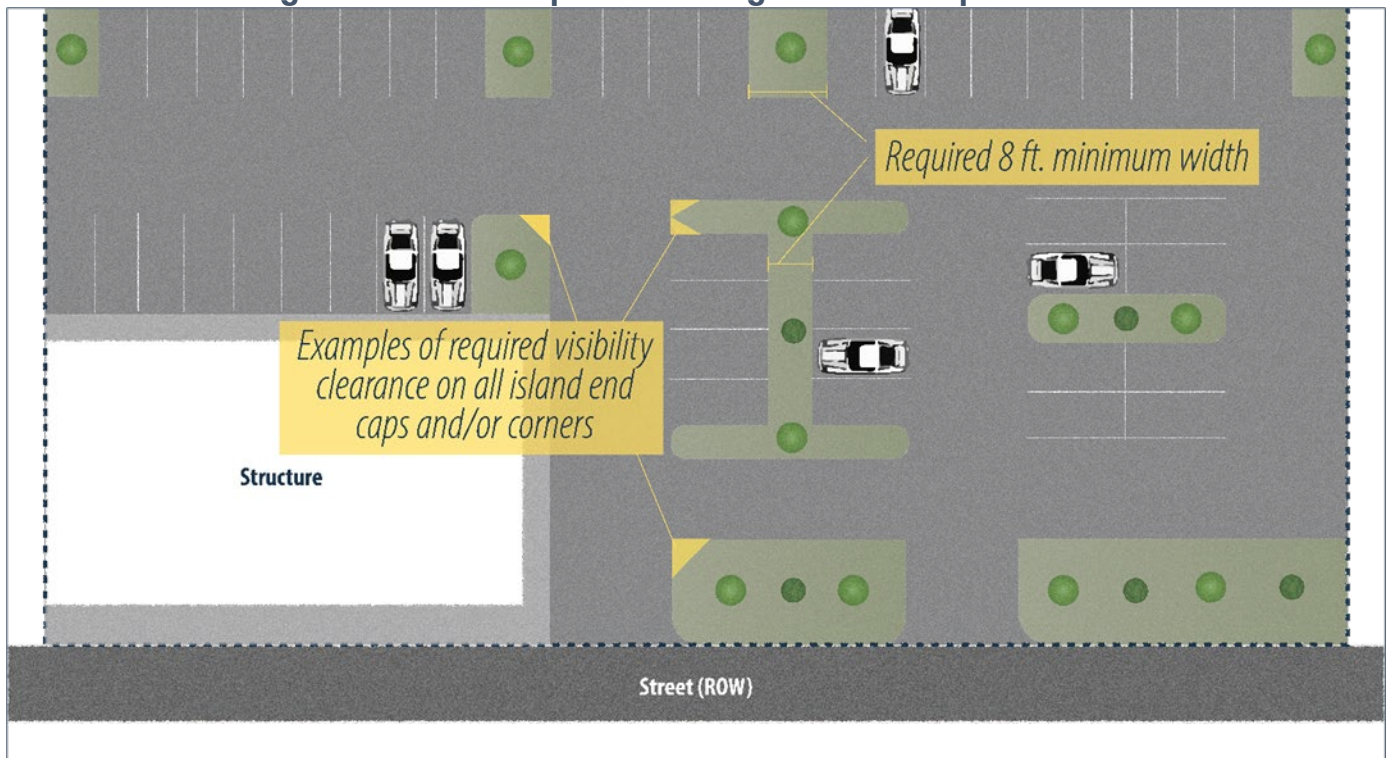 Required 8 ft. minimum width
Examples of required visibility
clearance on all island end
caps and/or corners
Structure
Street (ROW)